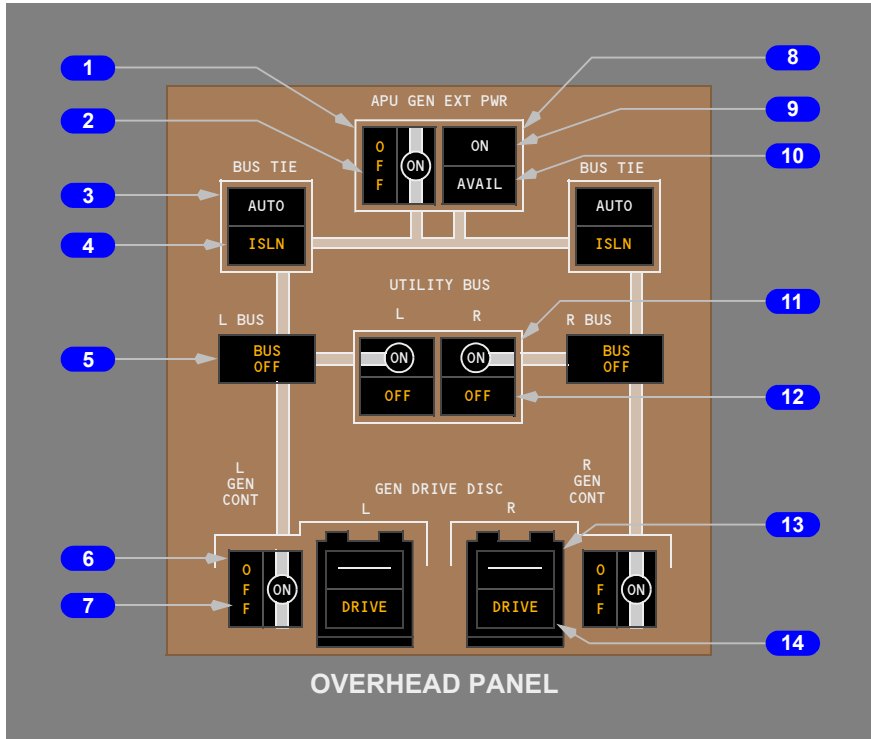 1
8
APU GEN EXT PWR
9
2
O
F
F
ON
ON
10
AVAIL
BUS TIE
BUS TIE
3
AUTO
AUTO
4
ISLN
ISLN
UTILITY BUS
11
L
R
L BUS
R BUS
5
BUS
OFF
ON
ON
BUS
OFF
OFF
OFF
12
L
GEN
CONT
R
GEN
CONT
GEN DRIVE DISC
L
R
13
6
O
F
F
ON
DRIVE
DRIVE
O
F
F
ON
7
14
OVERHEAD PANEL